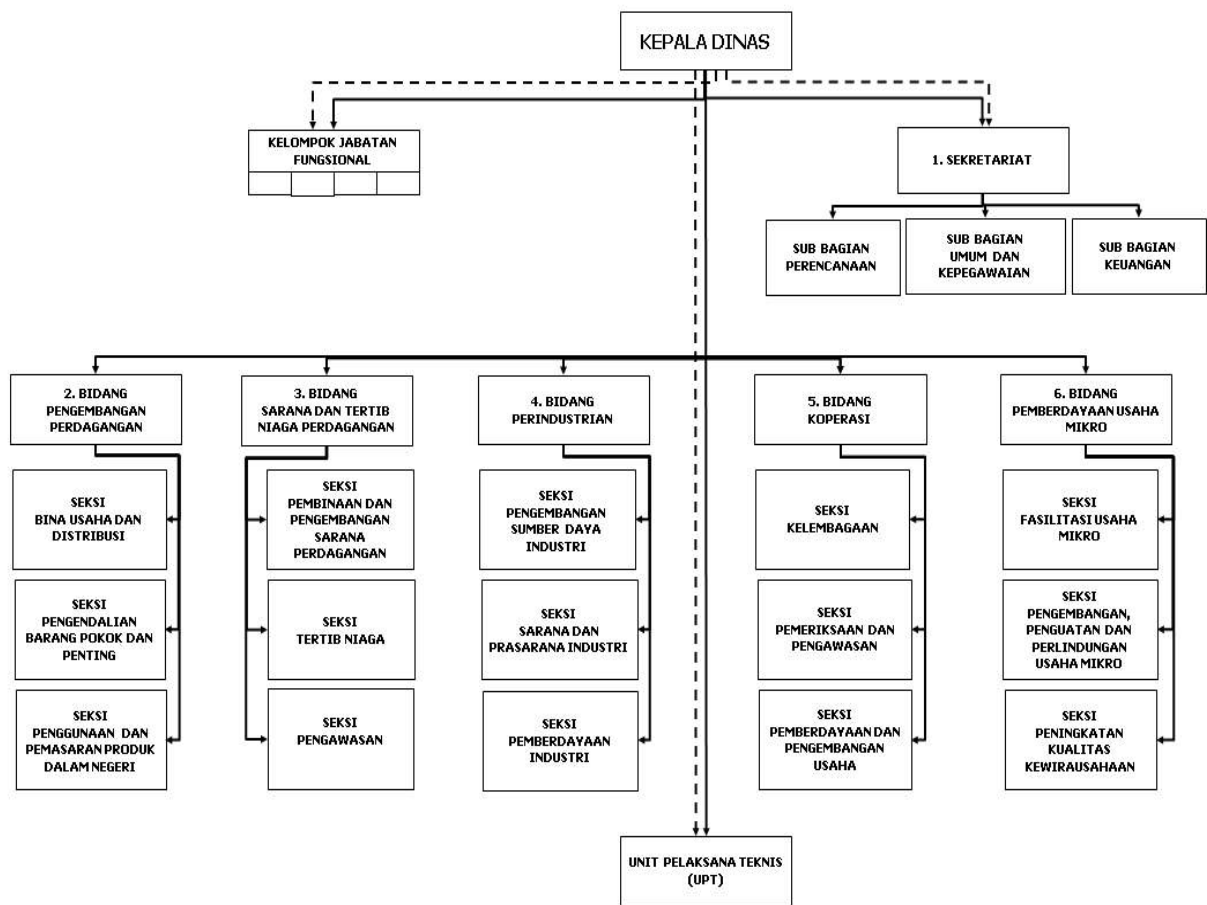 KEPALA DINAS
KELOMPOK JABATAN
FUNGSIONAL
1. SEKRETARIAT
SUB BAGIAN
PERENCANAAN
SUB BAGIAN
UMUM DAN
KEPEGAWAIAN
SUB BAGIAN
KEUANGAN
2. BIDANG
PENGEMBANGAN
PERDAGANGAN
3. BIDANG
SARANA DAN TERTIB
NIAGA PERDAGANGAN
4. BIDANG
PERINDUSTRIAN
5. BIDANG
KOPERASI
6. BIDANG
PEMBERDAYAAN USAHA
MIKRO
SEKSI
BINA USAHA DAN
DISTRIBUSI
SEKSI
PEMBINAAN DAN
PENGEMBANGAN
SARANA
PERDAGANGAN
SEKSI
PENGEMBANGAN
SUMBER DAYA
INDUSTRI
SEKSI
KELEMBAGAAN
SEKSI
FASILITASI USAHA
MIKRO
SEKSI
PENGENDALIAN
BARANG POKOK DAN
PENTING
SEKSI
TERTIB NIAGA
SEKSI
SARANA DAN
PRASARANA INDUSTRI
SEKSI
PEMERIKSAAN DAN
PENGAWASAN
SEKSI
PENGEMBANGAN,
PENGUATAN DAN
PERLINDUNGAN
USAHA MIKRO
SEKSI
PENGGUNAAN DAN
PEMASARAN PRODUK
DALAM NEGERI
SEKSI
PENGAWASAN
SEKSI
PEMBERDAYAAN
INDUSTRI
SEKSI
PEMBERDAYAAN DAN
PENGEMBANGAN
USAHA
SEKSI
PENINGKATAN
KUALITAS
KEWIRAUSAHAAN
UNIT PELAKSANA TEKNIS
(UPT)